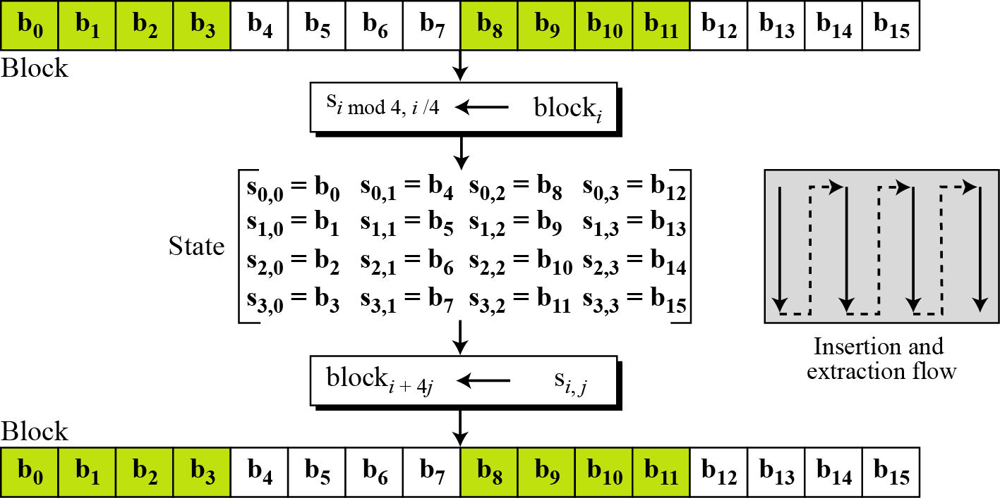 b0 b1 b2 b3 b4 b5 b6 b7 b8 b9 b10 b11 b12 b13 b14 b15
Block
s i mod 4, i /4 ← block i
s0,0 = b0 s0,1 = b4 s0,2 = b8 s0,3 = b12
s1,0 = b1 s1,1 = b5 s1,2 = b9 s1,3 = b13
State
s2,0 = b2 s2,1 = b6 s2,2 = b10 s2,3 = b14
s3,0 = b3 s3,1 = b7 s3,2 = b11 s3,3 = b15
Insertion and
extraction flow
block i + 4j ← s i, j
Block
b0 b1 b2 b3 b4 b5 b6 b7 b8 b9 b10 b11 b12 b13 b14 b15